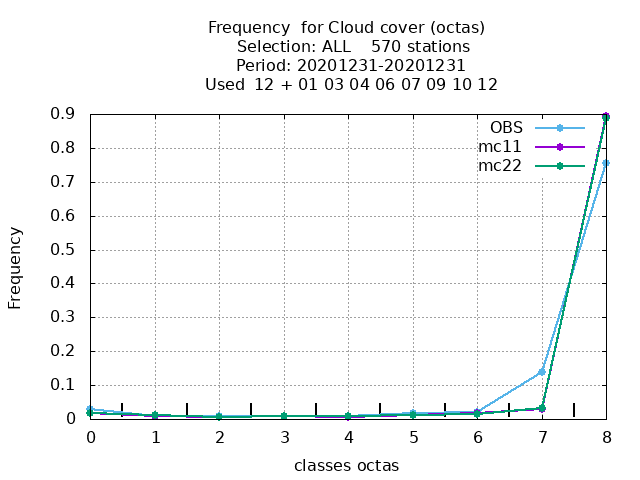 Frequency  for Cloud cover (octas)
Selection: ALL    570 stations
Period: 20201231-20201231
Used  12 + 01 03 04 06 07 09 10 12
0.9
0.8
0.7
0.6
0.5
0.4
0.3
0.2
0.1
0
Frequency
OBS
mc11
mc22
0 1 2 3 4 5 6 7 8
classes octas